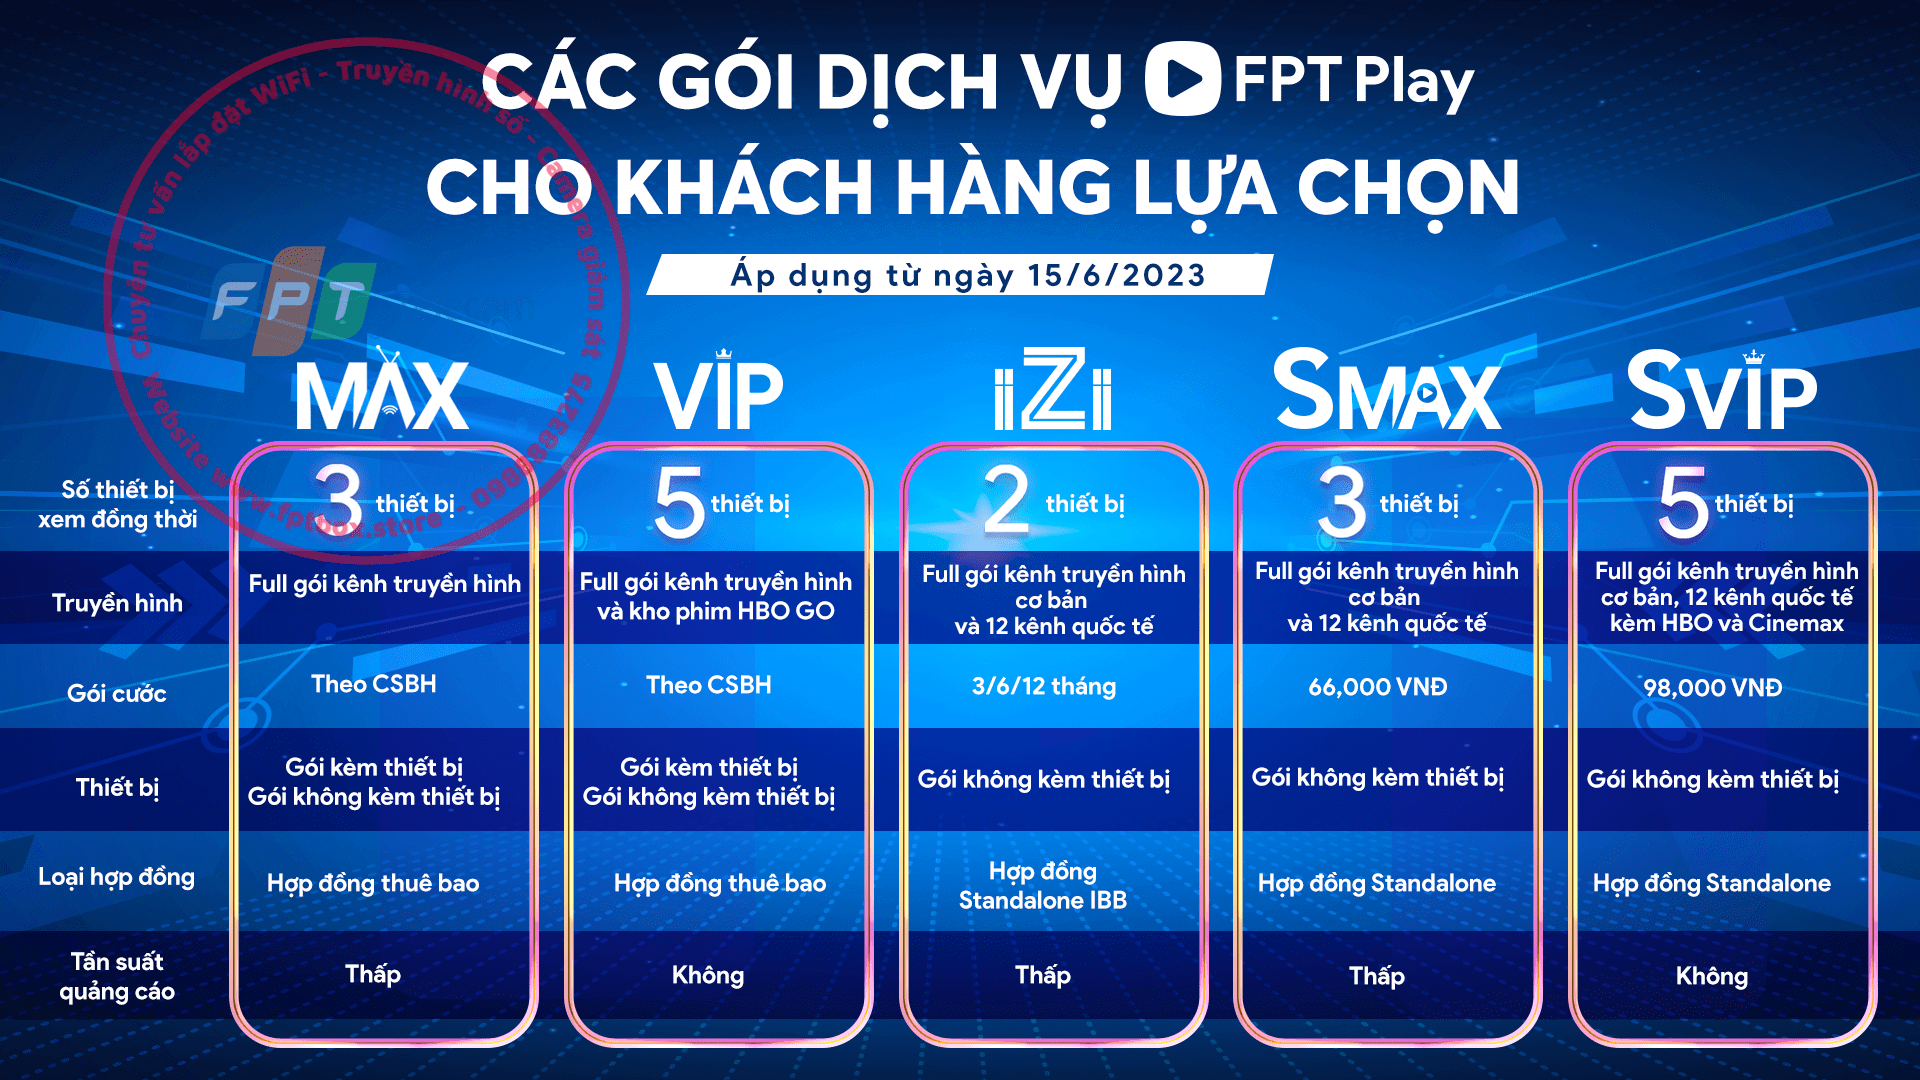 CÁC GÓI DỊCH VỤ FPT Play
CHO KHÁCH HÀNG LỰA CHỌN
Áp dụng từ ngày 15/6/2023
Chuyên tư vấn lắp đặt WiFi - Truyền hình số - Camera giám sát
Website www.fptbox.store -
FPT
MAX VIP iZi SMAX SVIP
Số thiết bị
xem đồng thời
3 thiết bị
5 thiết bị
2 thiết bị
3 thiết bị
5 thiết bị
Truyền hình
Full gói kênh truyền hình
Full gói kênh truyền hình
và kho phim HBO GO
Full gói kênh truyền hình
cơ bản
và 12 kênh quốc tế
Full gói kênh truyền hình
cơ bản
và 12 kênh quốc tế
Full gói kênh truyền hình
cơ bản, 12 kênh quốc tế
kèm HBO và Cinemax
Gói cước
Theo CSBH
Theo CSBH
3/6/12 tháng
66,000 VNĐ
98,000 VNĐ
Thiết bị
Gói kèm thiết bị
Gói không kèm thiết bị
Gói kèm thiết bị
Gói không kèm thiết bị
Gói không kèm thiết bị
Gói không kèm thiết bị
Gói không kèm thiết bị
Loại hợp đồng
Hợp đồng thuê bao
Hợp đồng thuê bao
Hợp đồng
Standalone IBB
Hợp đồng Standalone
Hợp đồng Standalone
Tần suất
quảng cáo
Thấp
Không
Thấp
Thấp
Không